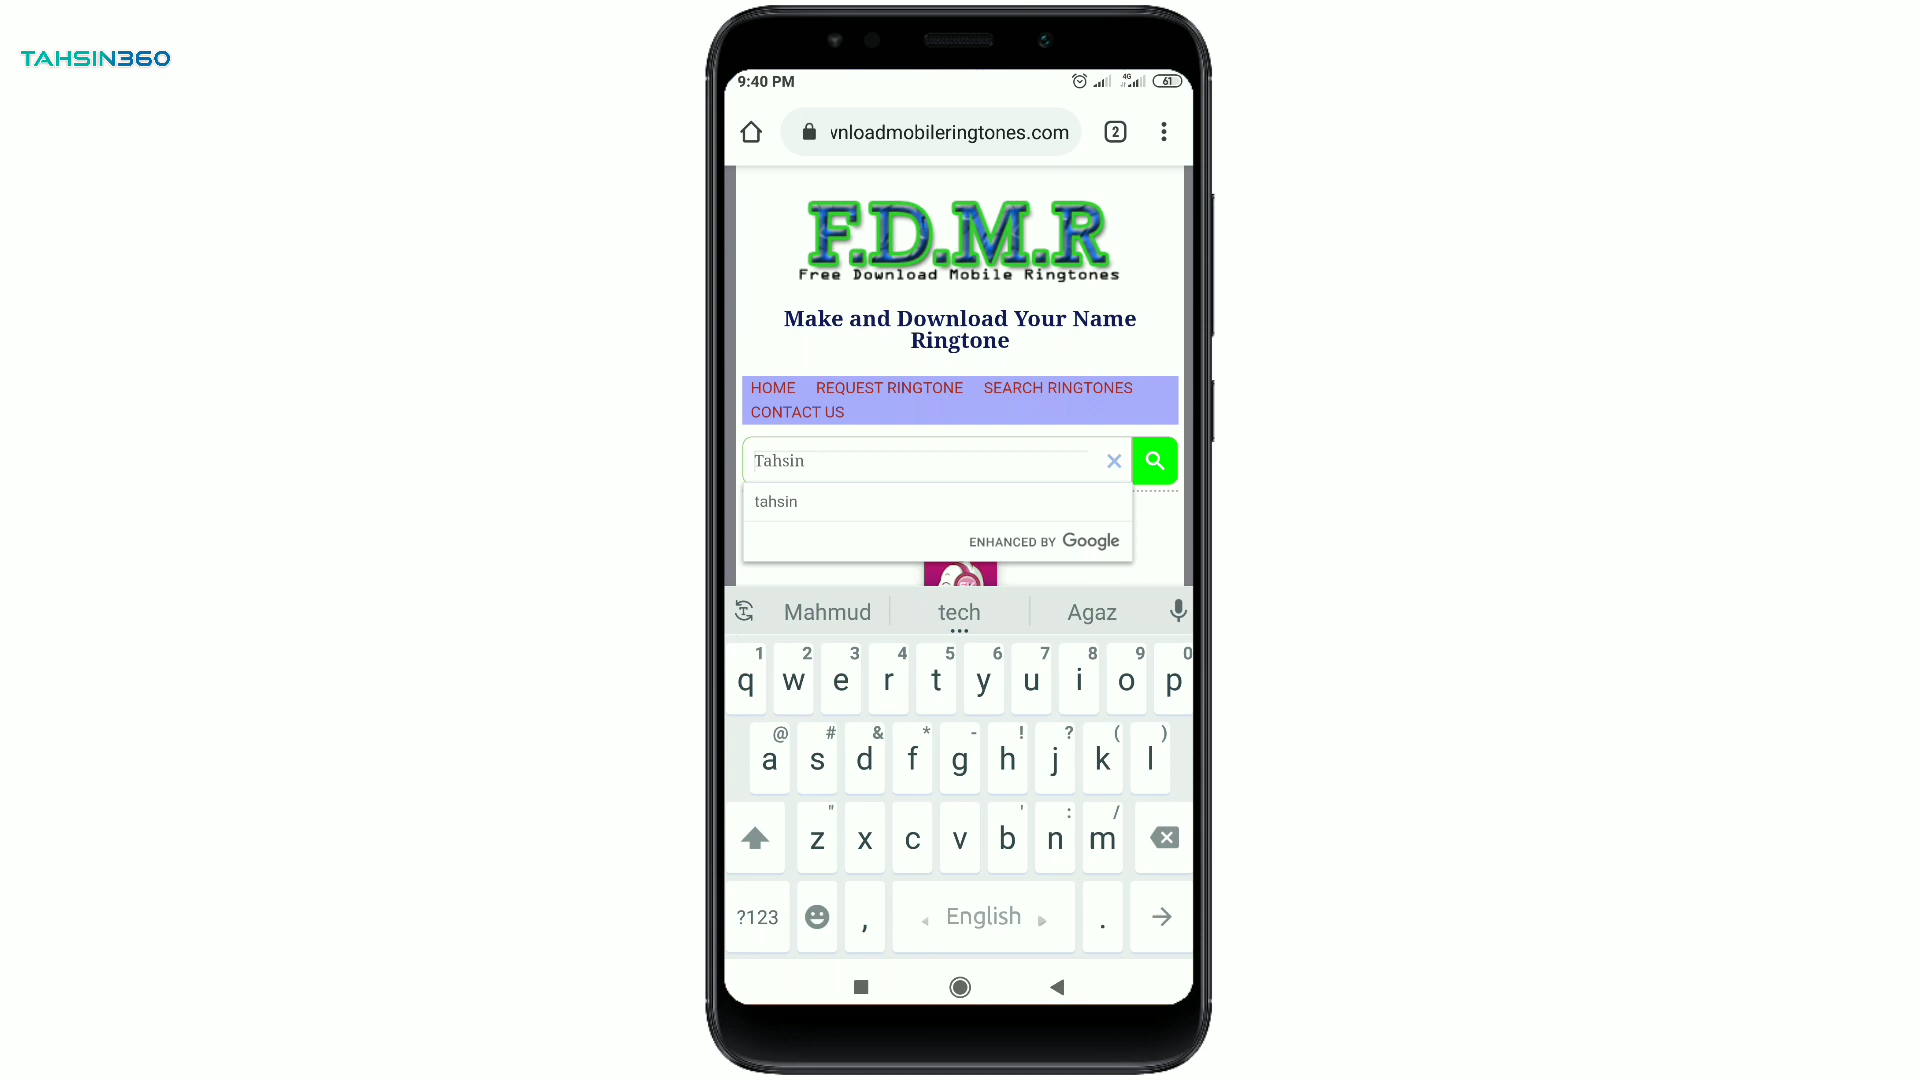 TAHSIN360
9:40 PM
4G
61
vnloadmobileringtones.com
2
F.D.M.R
Free Download Mobile Ringtones
Make and Download Your Name
Ringtone
HOME REQUEST RINGTONE SEARCH RINGTONES
CONTACT US
Tahsin
tahsin
ENHANCED BY Google
Mahmud tech Agaz
1 2 3 4 5 6 7 8 9 0
q w e r t y u i o p
@ # & * - ! ? ( )
a s d f g h j k l
" ' : /
z x c v b n m
?123 , English .